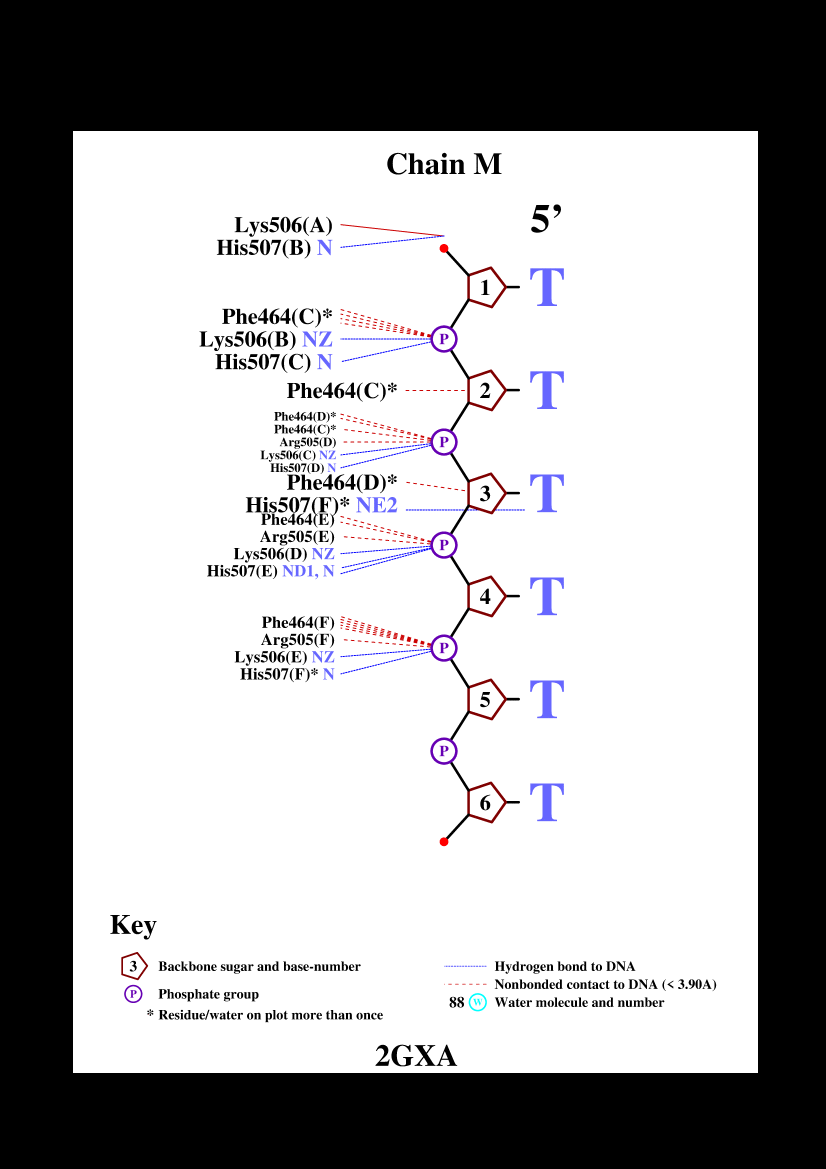 Chain M
5’
Lys506(A)
His507(B) N
1 T
Phe464(C)*
Lys506(B) NZ
P
His507(C) N
Phe464(C)* 2 T
Phe464(D)*
Phe464(C)*
Arg505(D) P
Lys506(C) NZ
His507(D) N
Phe464(D)* 3 T
His507(F)* NE2
Phe464(E)
Arg505(E) P
Lys506(D) NZ
His507(E) ND1, N
4 T
Phe464(F)
Arg505(F) P
Lys506(E) NZ
His507(F)* N
5 T
P
6 T
Key
3 Backbone sugar and base-number
P Phosphate group
* Residue/water on plot more than once
Hydrogen bond to DNA
Nonbonded contact to DNA (< 3.90A)
88 W Water molecule and number
2GXA